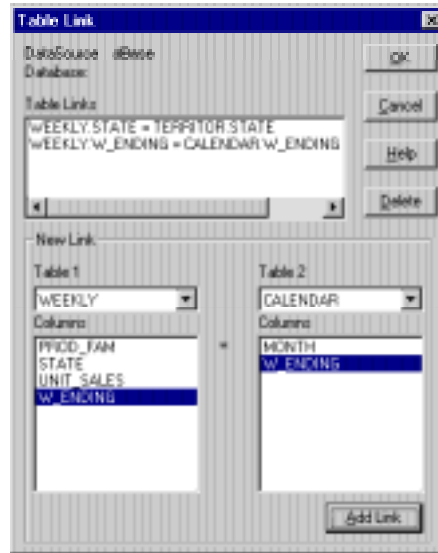 Table Link
DataSource dBase
Database:
OK
Table Links
Cancel
WEEKLY.STATE = TERRITOR.STATE
WEEKLY.W_ENDING = CALENDAR.W_ENDING
Help
Delete
New Link
Table 1
Table 2
WEEKLY
CALENDAR
Columns
Columns
PROD_FAM
=
MONTH
STATE
W_ENDING
UNIT_SALES
W_ENDING
Add Link